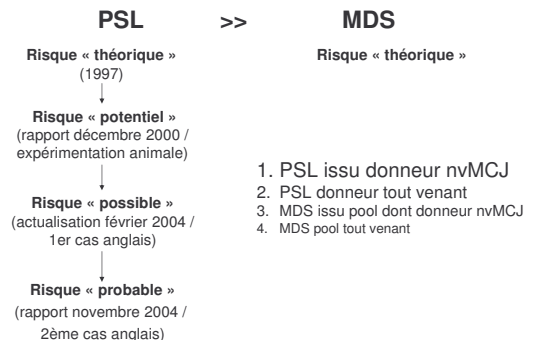 PSL >> MDS
Risque « théorique »
(1997)
Risque « potentiel »
(rapport décembre 2000 /
expérimentation animale)
Risque « possible »
(actualisation février 2004 /
1er cas anglais)
Risque « probable »
(rapport novembre 2004 /
2ème cas anglais)
Risque « théorique »
1. PSL issu donneur nvMCJ
2. PSL donneur tout venant
3. MDS issu pool dont donneur nvMCJ
4. MDS pool tout venant